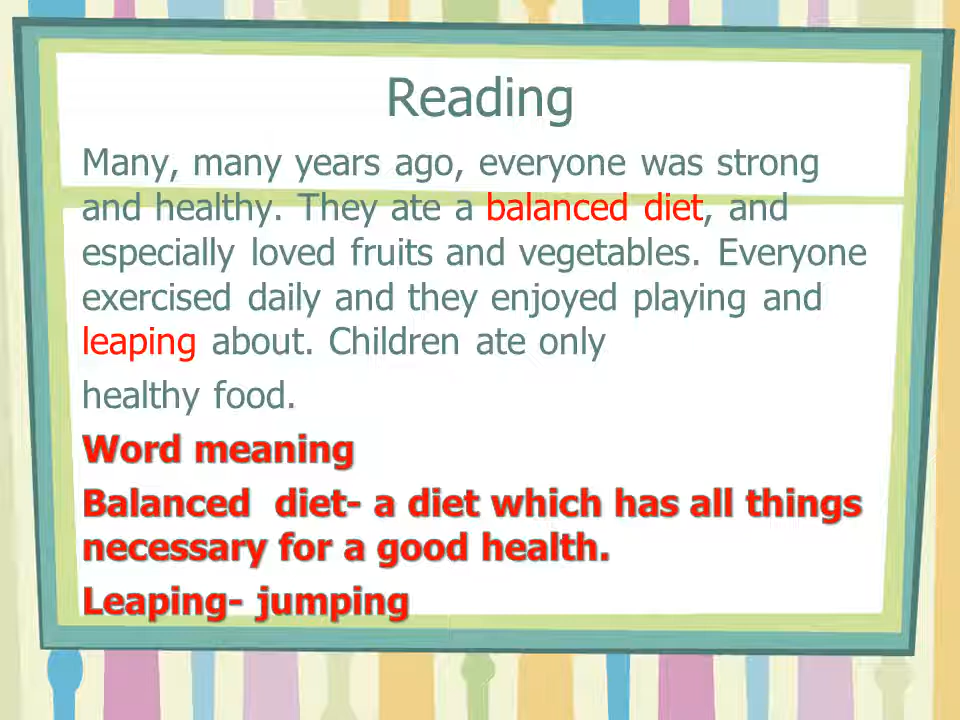 Reading
Many, many years ago, everyone was strong
and healthy. They ate a balanced diet, and
especially loved fruits and vegetables. Everyone
exercised daily and they enjoyed playing and
leaping about. Children ate only
healthy food.
Word meaning
Balanced  diet- a diet which has all things
necessary for a good health.
Leaping- jumping